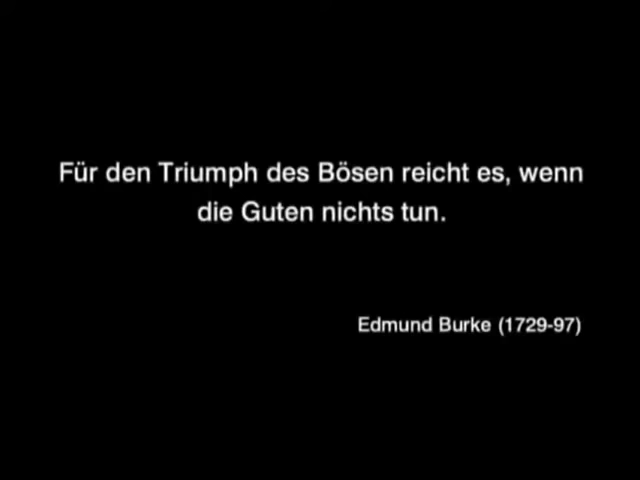 Für den Triumph des Bösen reicht es, wenn
die Guten nichts tun.
Edmund Burke (1729-97)